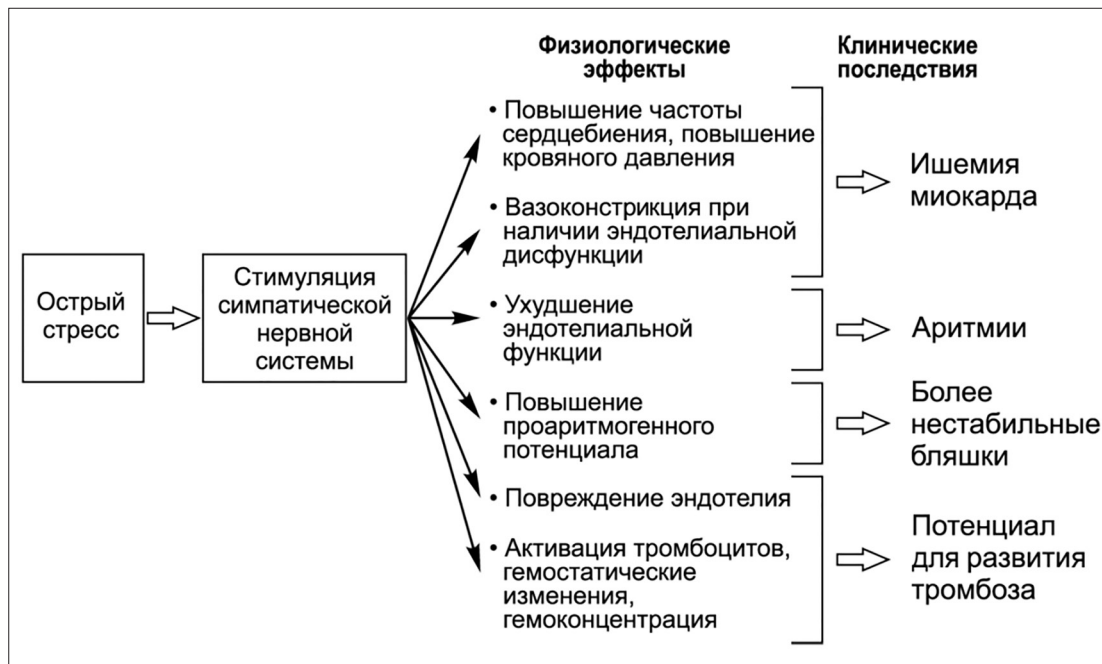 Физиологические
эффекты
Клинические
последствия
Острый
стресс
Стимуляция
симпатической
нервной
системы
• Повышение частоты
сердцебиения, повышение
кровяного давления
• Вазоконстрикция при
наличии эндотелиальной
дисфункции
• Ухудшение
эндотелиальной
функции
• Повышение
проаритмогенного
потенциала
• Повреждение эндотелия
• Активация тромбоцитов,
гемостатические
изменения,
гемоконцентрация
Ишемия
миокарда
Аритмии
Более
нестабильные
бляшки
Потенциал
для развития
тромбоза